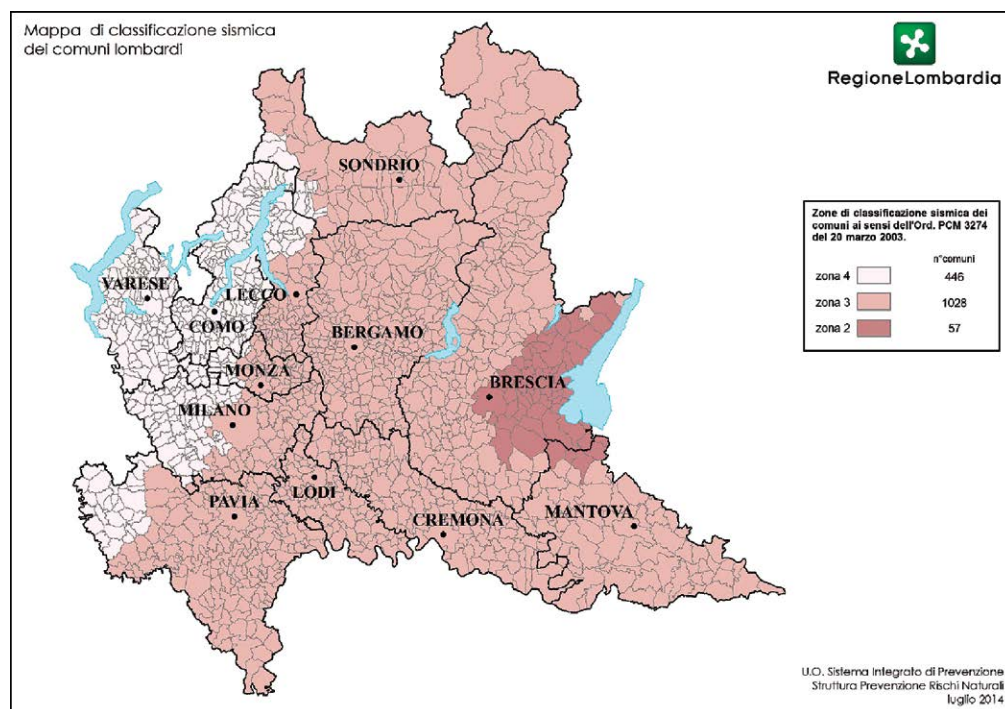 Mappa di classificazione sismica
dei comuni lombardi
RegioneLombardia
SONDRIO
VARESE
LECCO
COMO
BERGAMO
MONZA
BRESCIA
MILANO
LODI
PAVIA
CREMONA
MANTOVA
Zone di classificazione sismica dei
comuni ai sensi dell'Ord. PCM 3274
del 20 marzo 2003.
n°comuni
zona 4 446
zona 3 1028
zona 2 57
U.O. Sistema Integrato di Prevenzione
Struttura Prevenzione Rischi Naturali
luglio 2014